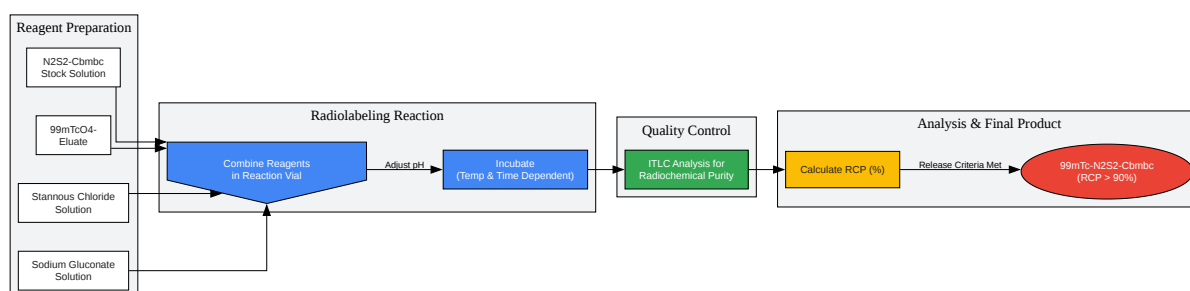 Reagent Preparation
N2S2-Cbmbc
Stock Solution
99mTcO4-
Eluate
Stannous Chloride
Solution
Sodium Gluconate
Solution
Radiolabeling Reaction
Combine Reagents
in Reaction Vial
Adjust pH
Incubate
(Temp & Time Dependent)
Quality Control
ITLC Analysis for
Radiochemical Purity
Analysis & Final Product
Calculate RCP (%)
Release Criteria Met
99mTc-N2S2-Cbmbc
(RCP > 90%)